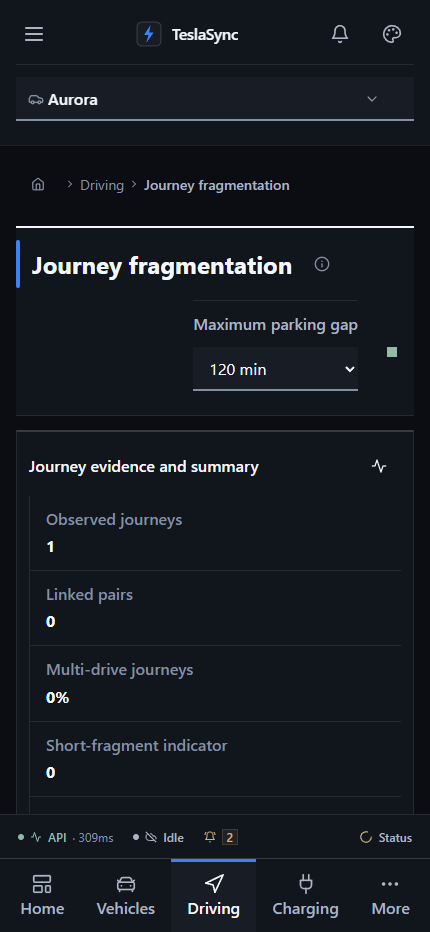 TeslaSync
Aurora
Driving
Journey fragmentation
Journey fragmentation
Maximum parking gap
120 min
Journey evidence and summary
Observed journeys
1
Linked pairs
0
Multi-drive journeys
0%
Short-fragment indicator
0
API · 309ms Idle 2 Status
Home Vehicles Driving Charging More